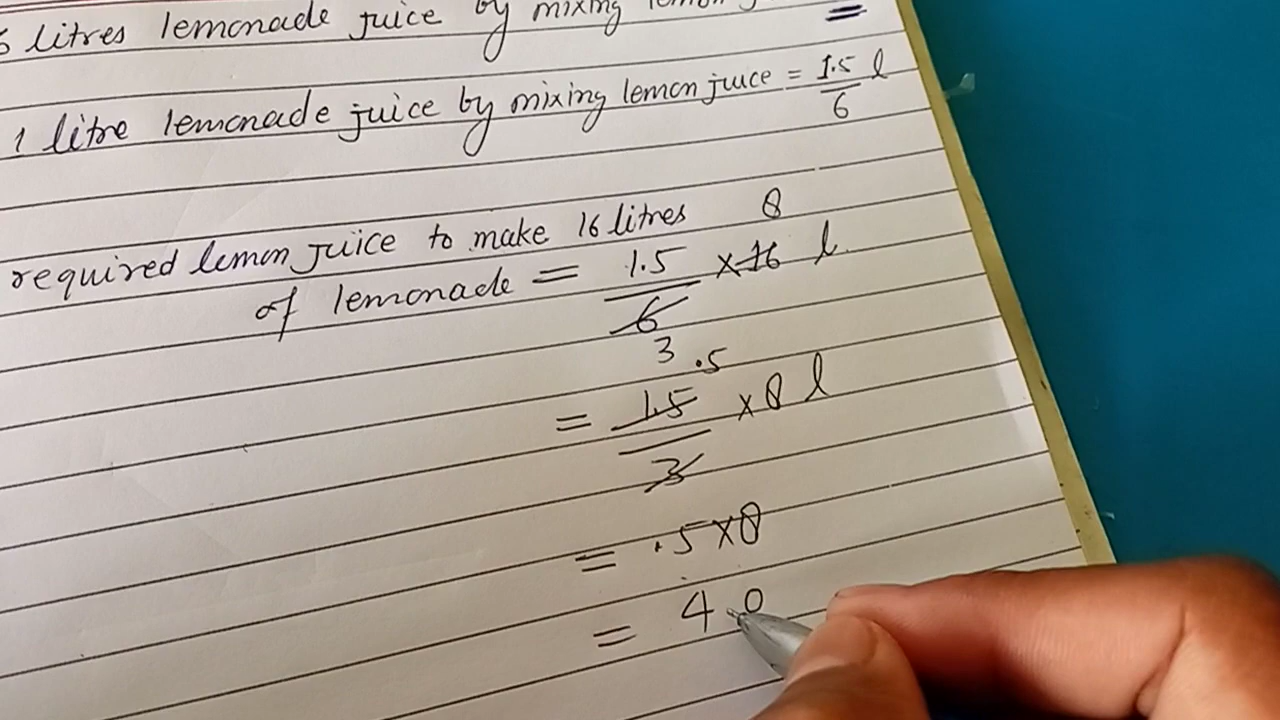 litres lemonade juice by mixing lemon
1 litre lemonade juice by mixing lemon juice = 1.5/6 l
required lemon juice to make 16 litres
8
of lemonade = 1.5/6 × 16 l
3
.5
= 1.5/3 × 8 l
= .5 × 8
= 4.0